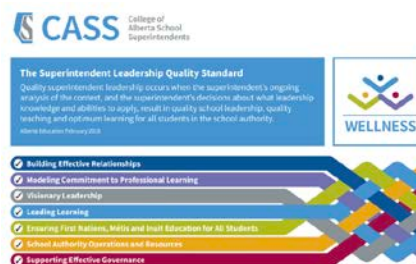 CASS
College of
Alberta School
Superintendents
The Superintendent Leadership Quality Standard
Quality superintendent leadership occurs when the superintendent's ongoing
analysis of the context, and the superintendent's decisions about what leadership
knowledge and abilities to apply, result in quality school leadership, quality
teaching and optimum learning for all students in the school authority.
Alberta Education February 2018
WELLNESS
Building Effective Relationships
Modeling Commitment to Professional Learning
Visionary Leadership
Leading Learning
Ensuring First Nations, Métis and Inuit Education for All Students
School Authority Operations and Resources
Supporting Effective Governance